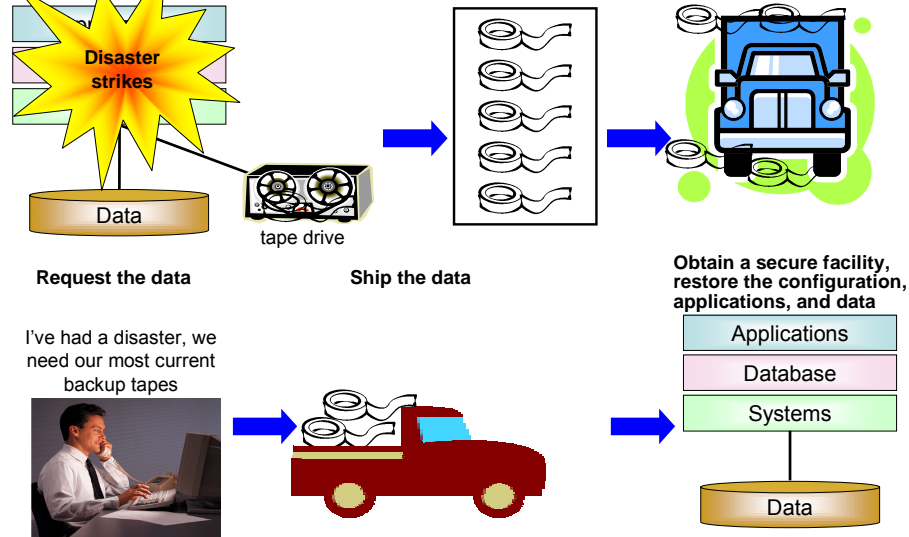 Disaster
strikes
Data
tape drive
Request the data
Ship the data
Obtain a secure facility,
restore the configuration,
applications, and data
I've had a disaster, we
need our most current
backup tapes
Applications
Database
Systems
Data